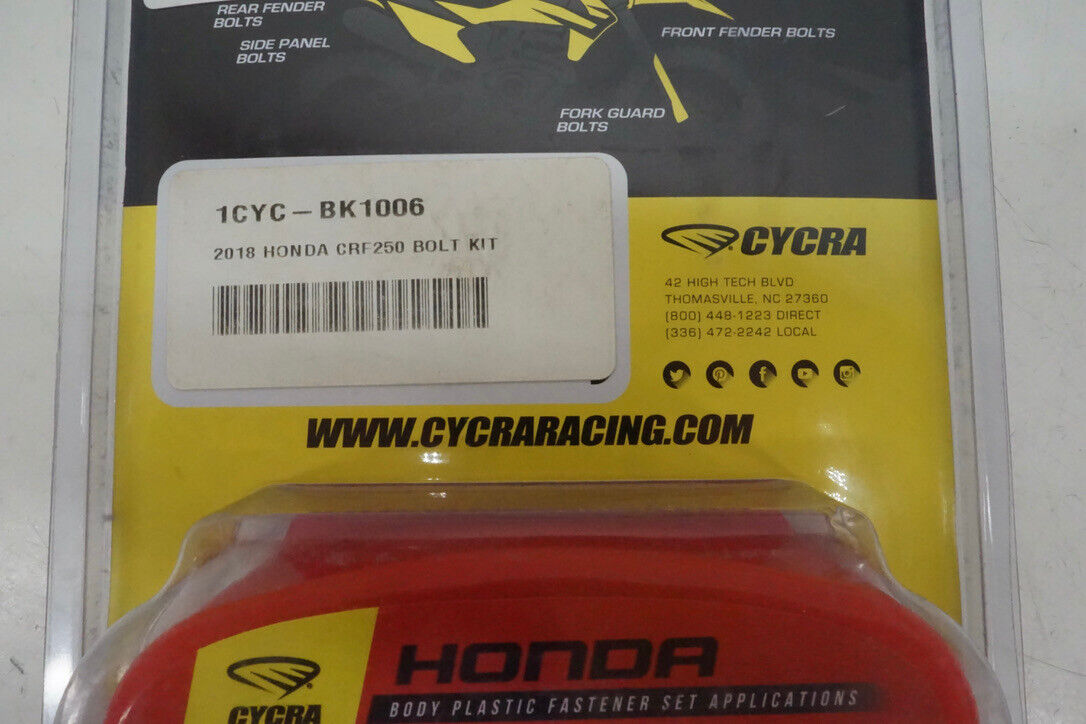 REAR FENDER
BOLTS
SIDE PANEL
BOLTS
FRONT FENDER BOLTS
FORK GUARD
BOLTS
1CYC-BK1006
2018 HONDA CRF250 BOLT KIT
CYCRA
42 HIGH TECH BLVD
THOMASVILLE, NC 27360
(800) 448-1223 DIRECT
(336) 472-2242 LOCAL
WWW.CYCRARACING.COM
CYCRA
HONDA
BODY PLASTIC FASTENER SET APPLICATIONS